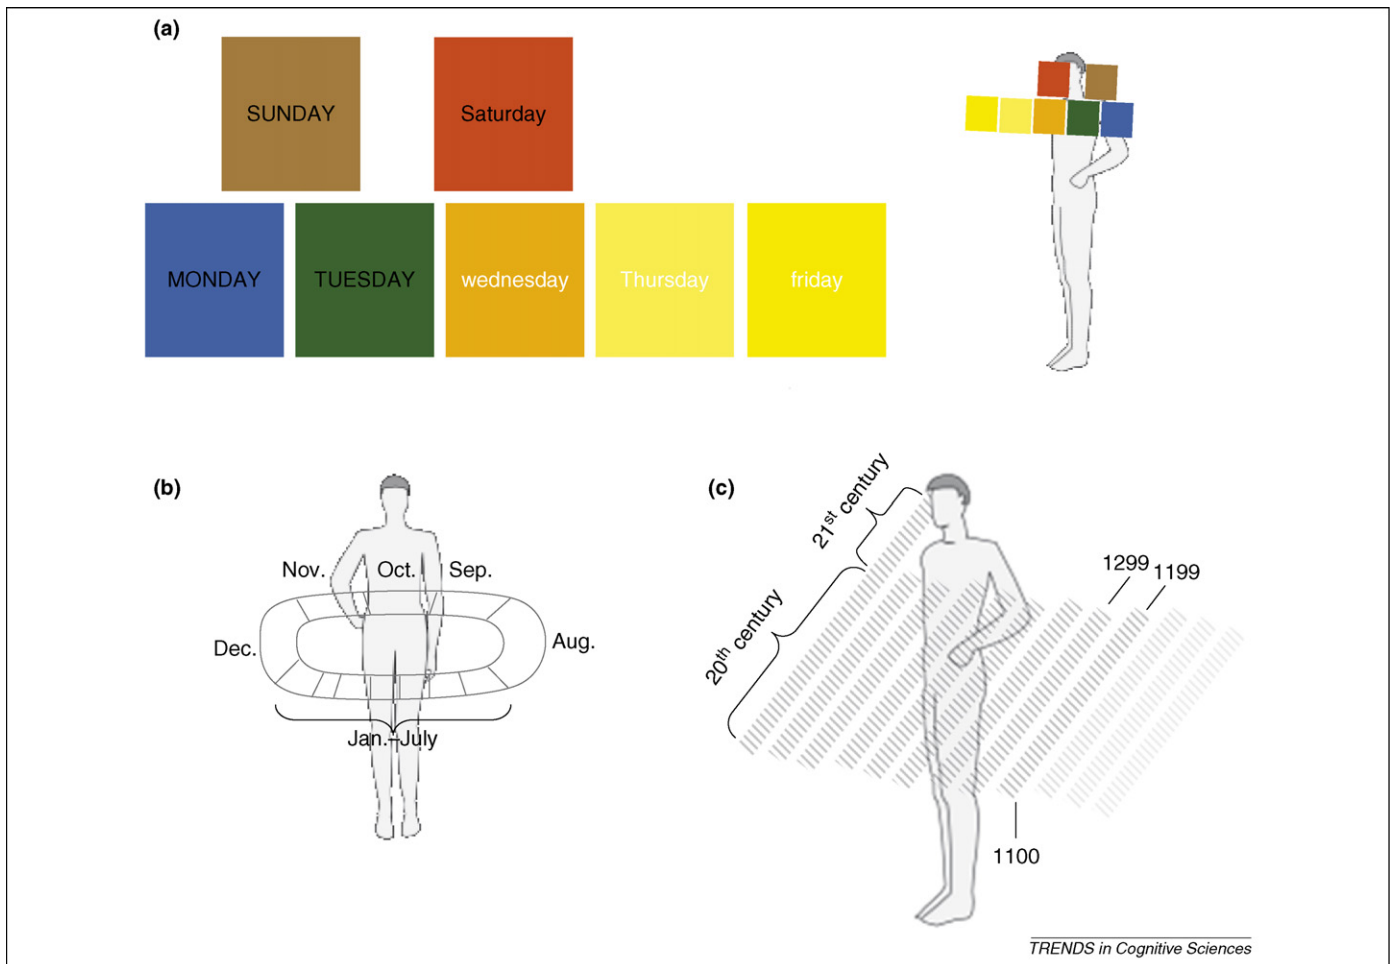 (a)
SUNDAY
Saturday
MONDAY
TUESDAY
wednesday
Thursday
friday
(b)
Nov.
Oct.
Sep.
Dec.
Aug.
Jan.–July
(c)
21st century
20th century
1299
1199
1100
TRENDS in Cognitive Sciences